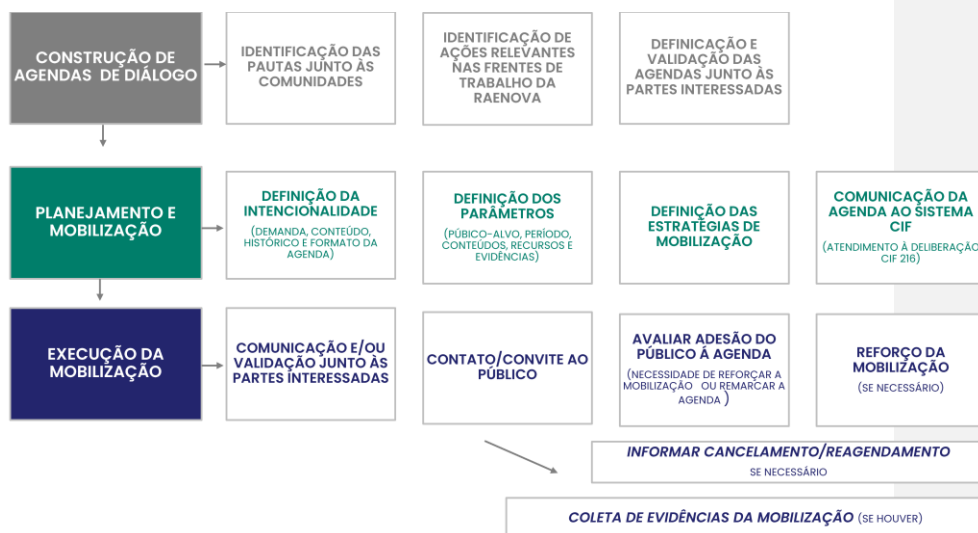 CONSTRUÇÃO DE
AGENDAS DE DIÁLOGO
IDENTIFICAÇÃO DAS
PAUTAS JUNTO ÀS
COMUNIDADES
IDENTIFICAÇÃO DE
AÇÕES RELEVANTES
NAS FRENTES DE
TRABALHO DA
RAENOVA
DEFINICAÇÃO E
VALIDAÇÃO DAS
AGENDAS JUNTO ÀS
PARTES INTERESSADAS
PLANEJAMENTO E
MOBILIZAÇÃO
DEFINIÇÃO DA
INTENCIONALIDADE
(DEMANDA, CONTEÚDO,
HISTÓRICO E FORMATO DA
AGENDA)
DEFINIÇÃO DOS
PARÂMETROS
(PÚBICO-ALVO, PERÍODO,
CONTEÚDOS, RECURSOS E
EVIDÊNCIAS)
DEFINIÇÃO DAS
ESTRATÉGIAS DE
MOBILIZAÇÃO
COMUNICAÇÃO DA
AGENDA AO SISTEMA
CIF
(ATENDIMENTO À DELIBERAÇÃO
CIF 216)
EXECUÇÃO DA
MOBILIZAÇÃO
COMUNICAÇÃO E/OU
VALIDAÇÃO JUNTO ÀS
PARTES INTERESSADAS
CONTATO/CONVITE AO
PÚBLICO
AVALIAR ADESÃO DO
PÚBLICO Á AGENDA
(NECESSIDADE DE REFORÇAR A
MOBILIZAÇÃO OU REMARCAR A
AGENDA )
REFORÇO DA
MOBILIZAÇÃO
(SE NECESSÁRIO)
INFORMAR CANCELAMENTO/REAGENDAMENTO
SE NECESSÁRIO
COLETA DE EVIDÊNCIAS DA MOBILIZAÇÃO (SE HOUVER)